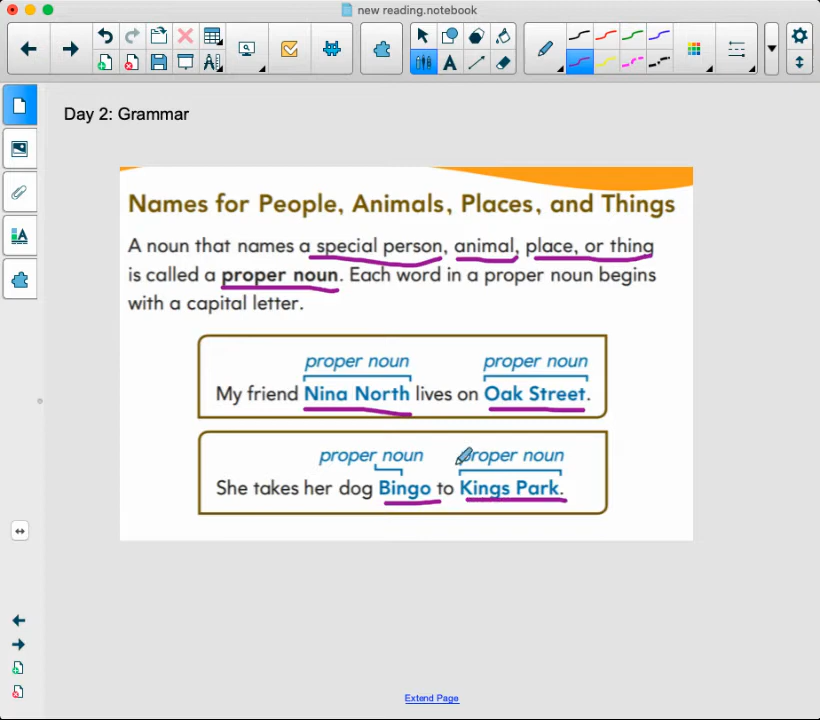 new reading.notebook
Day 2: Grammar
Names for People, Animals, Places, and Things
A noun that names a special person, animal, place, or thing
is called a proper noun. Each word in a proper noun begins
with a capital letter.
proper noun proper noun
My friend Nina North lives on Oak Street.
proper noun proper noun
She takes her dog Bingo to Kings Park.
Extend Page